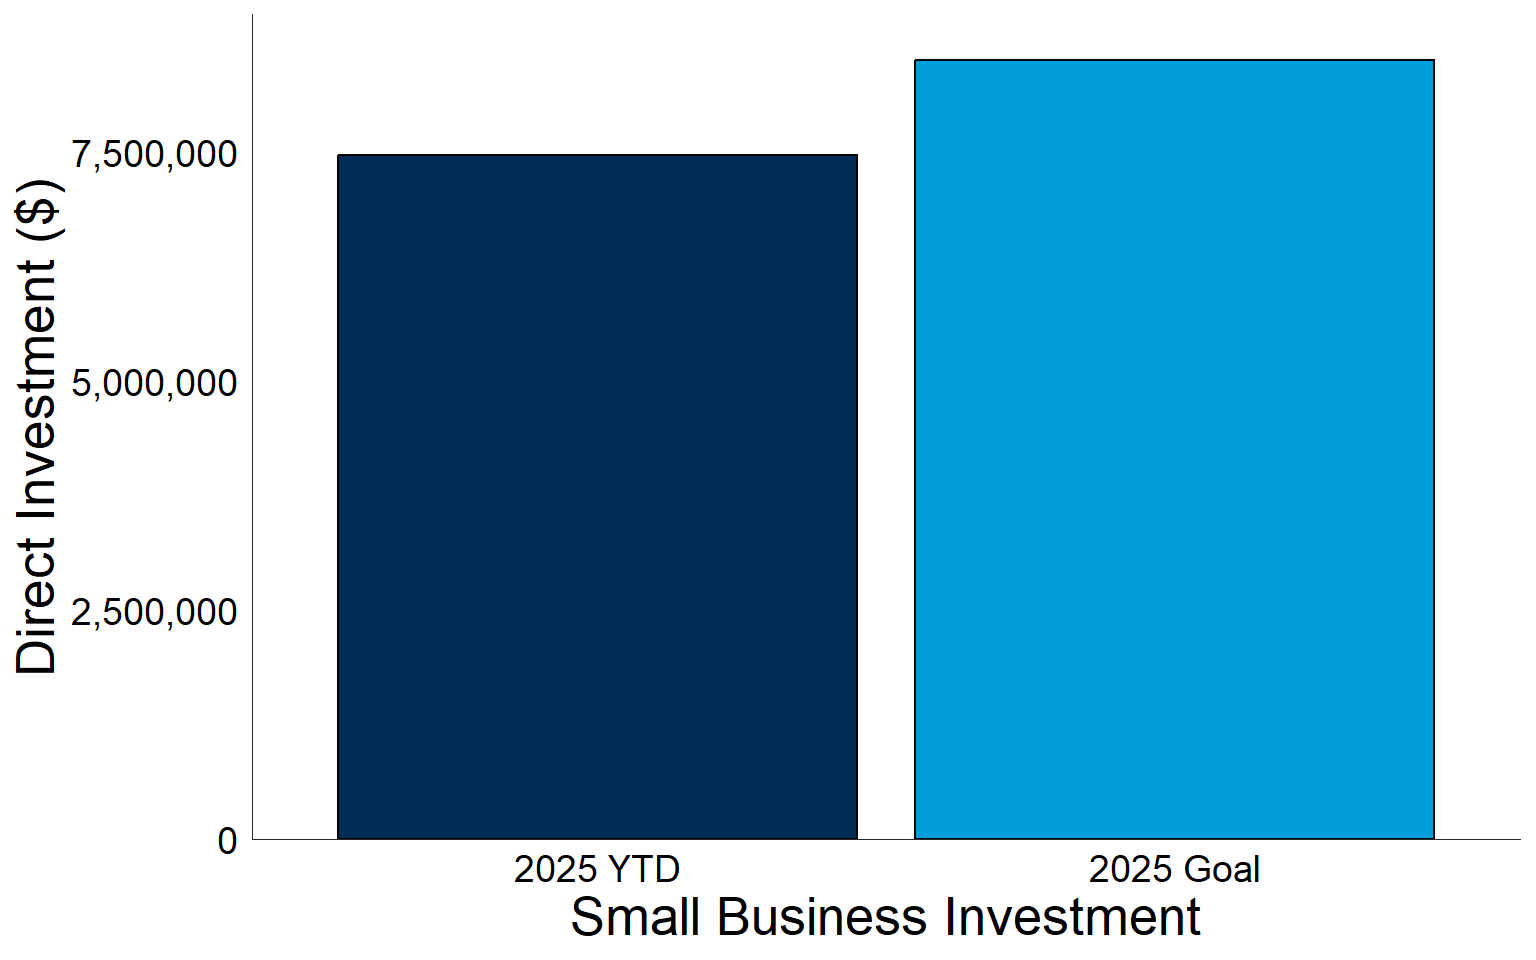 Direct Investment ($)
7,500,000
5,000,000
2,500,000
0
2025 YTD
2025 Goal
Small Business Investment